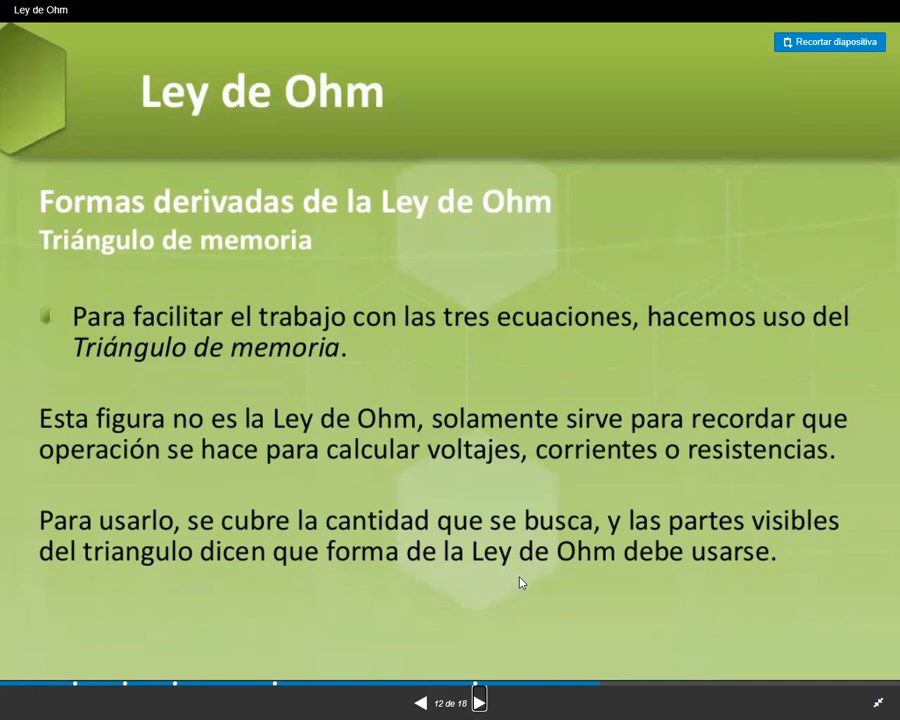 Ley de Ohm
Recortar diapositiva
Ley de Ohm
Formas derivadas de la Ley de Ohm
Triángulo de memoria
Para facilitar el trabajo con las tres ecuaciones, hacemos uso del
Triángulo de memoria.
Esta figura no es la Ley de Ohm, solamente sirve para recordar que
operación se hace para calcular voltajes, corrientes o resistencias.
Para usarlo, se cubre la cantidad que se busca, y las partes visibles
del triangulo dicen que forma de la Ley de Ohm debe usarse.
12 de 18